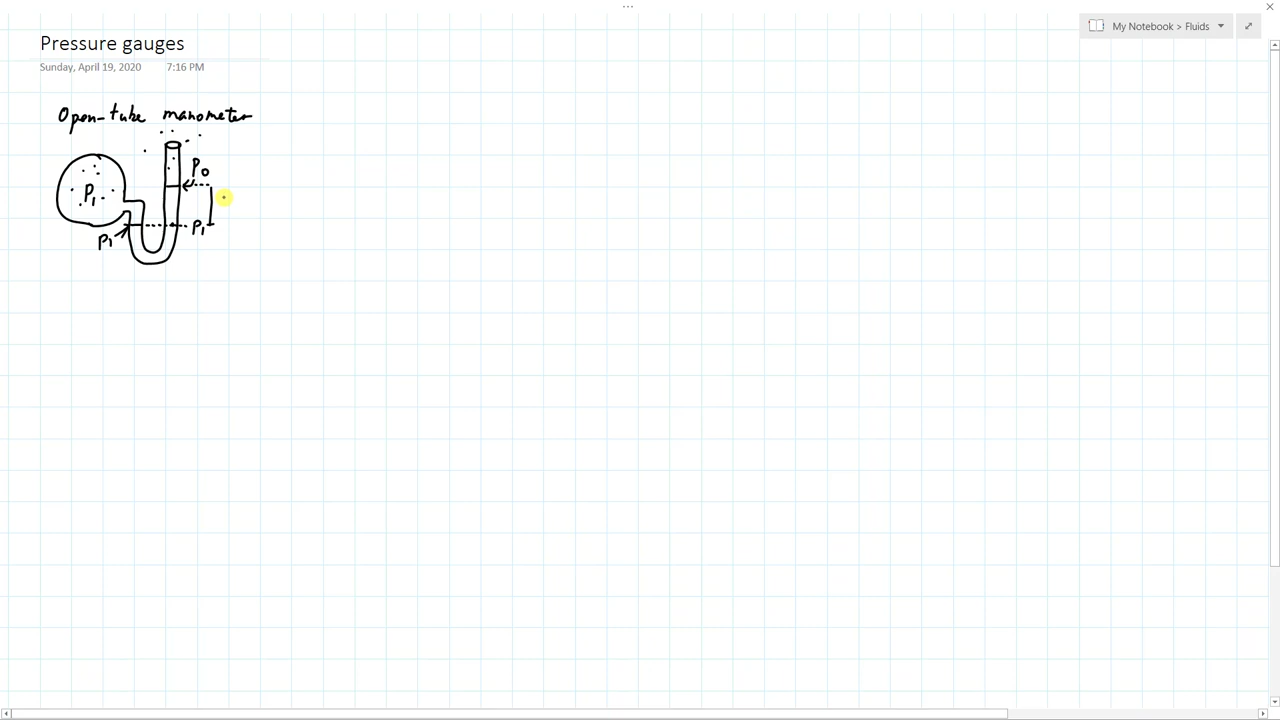 My Notebook > Fluids
Pressure gauges
Sunday, April 19, 2020 7:16 PM
Open-tube manometer
P₀
P₁
P₁
P₁